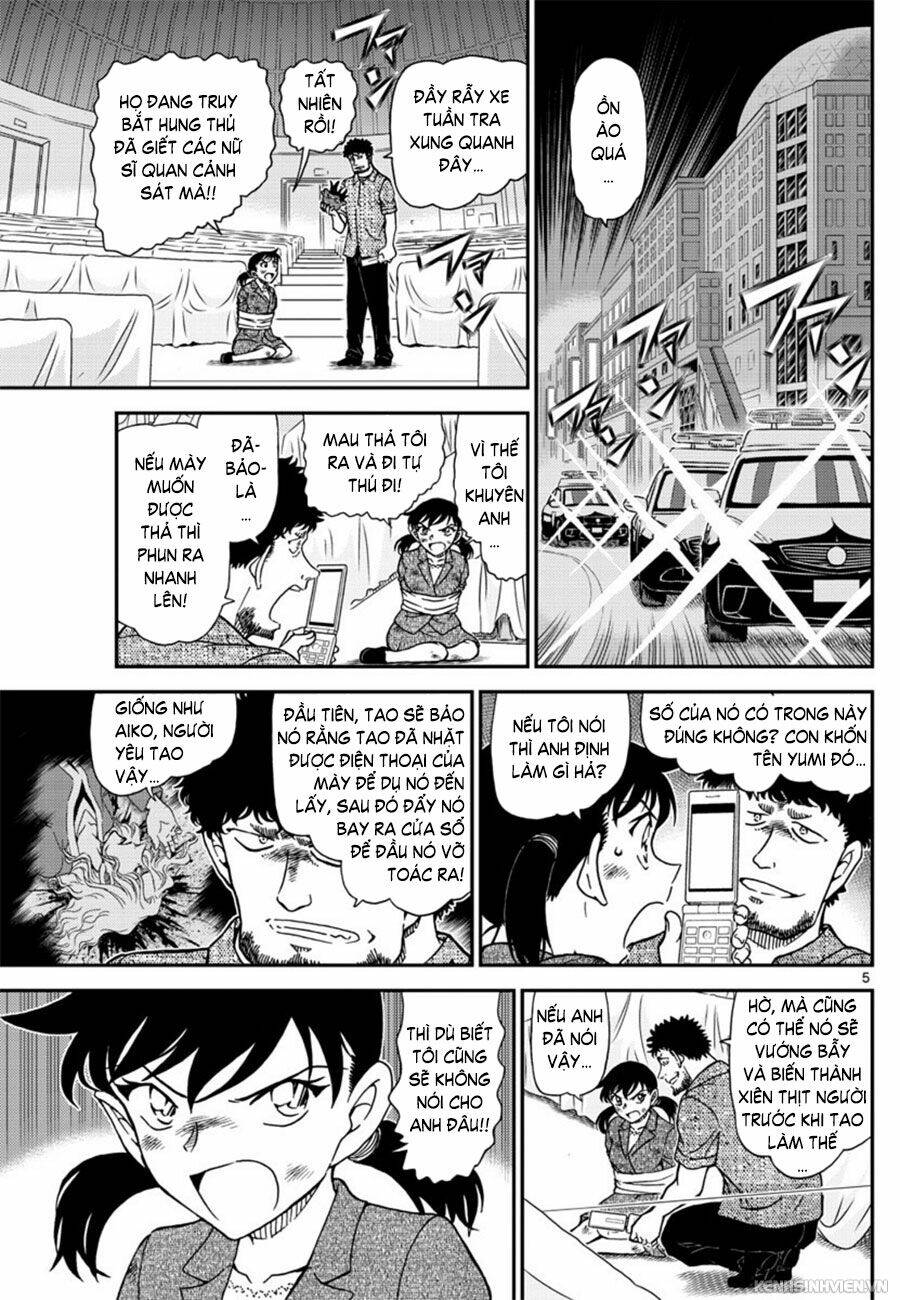 ỒN
ÀO
QUÁ
...
ĐẦY RẪY XE
TUẦN TRA
XUNG QUANH
ĐÂY...
TẤT
NHIÊN
RỒI!
HỌ ĐANG TRUY
BẮT HUNG THỦ
ĐÃ GIẾT CÁC NỮ
SĨ QUAN CẢNH
SÁT MÀ!!
VÌ THẾ
TÔI
KHUYÊN
ANH
MAU THẢ TÔI
RA VÀ ĐI TỰ
THÚ ĐI!
ĐÃ-
BẢO-
LÀ
...
NẾU MÀY
MUỐN
ĐƯỢC
THẢ THÌ
PHUN RA
NHANH
LÊN!
SỐ CỦA NÓ CÓ TRONG NÀY
ĐÚNG KHÔNG? CON KHỐN
TÊN YUMI ĐÓ...
NẾU TÔI NÓI
THÌ ANH ĐỊNH
LÀM GÌ HẢ?
ĐẦU TIÊN, TAO SẼ BẢO
NÓ RẰNG TAO ĐÃ NHẶT
ĐƯỢC ĐIỆN THOẠI CỦA
MÀY ĐỂ DỤ NÓ ĐẾN
LẤY, SAU ĐÓ ĐẨY NÓ
BAY RA CỬA SỔ
ĐỂ ĐẦU NÓ VỠ
TOÁC RA!
GIỐNG NHƯ
AIKO, NGƯỜI
YÊU TAO
VẬY...
5
HỜ, MÀ CŨNG
CÓ THỂ NÓ SẼ
VƯỚNG BẪY
VÀ BIẾN THÀNH
XIÊN THỊT NGƯỜI
TRƯỚC KHI TAO
LÀM THẾ
...
NẾU ANH
ĐÃ NÓI
VẬY...
THÌ DÙ BIẾT
TÔI CŨNG
SẼ KHÔNG
NÓI CHO
ANH ĐÂU!!
KENHSINHVIEN.VN